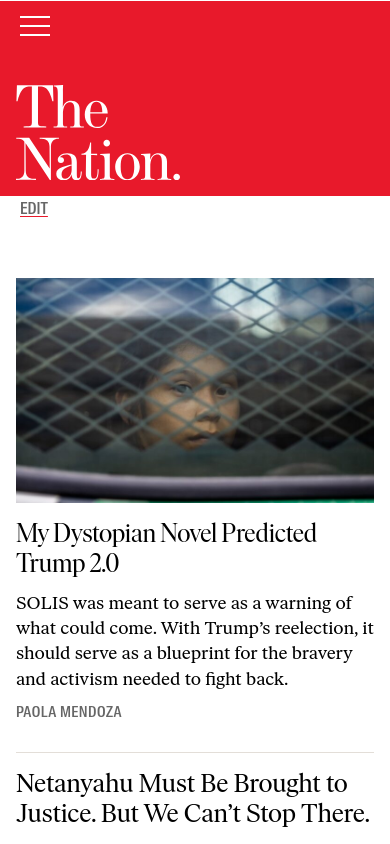 The
Nation.
EDIT
My Dystopian Novel Predicted
Trump 2.0
SOLIS was meant to serve as a warning of
what could come. With Trump’s reelection, it
should serve as a blueprint for the bravery
and activism needed to fight back.
PAOLA MENDOZA
Netanyahu Must Be Brought to
Justice. But We Can’t Stop There.